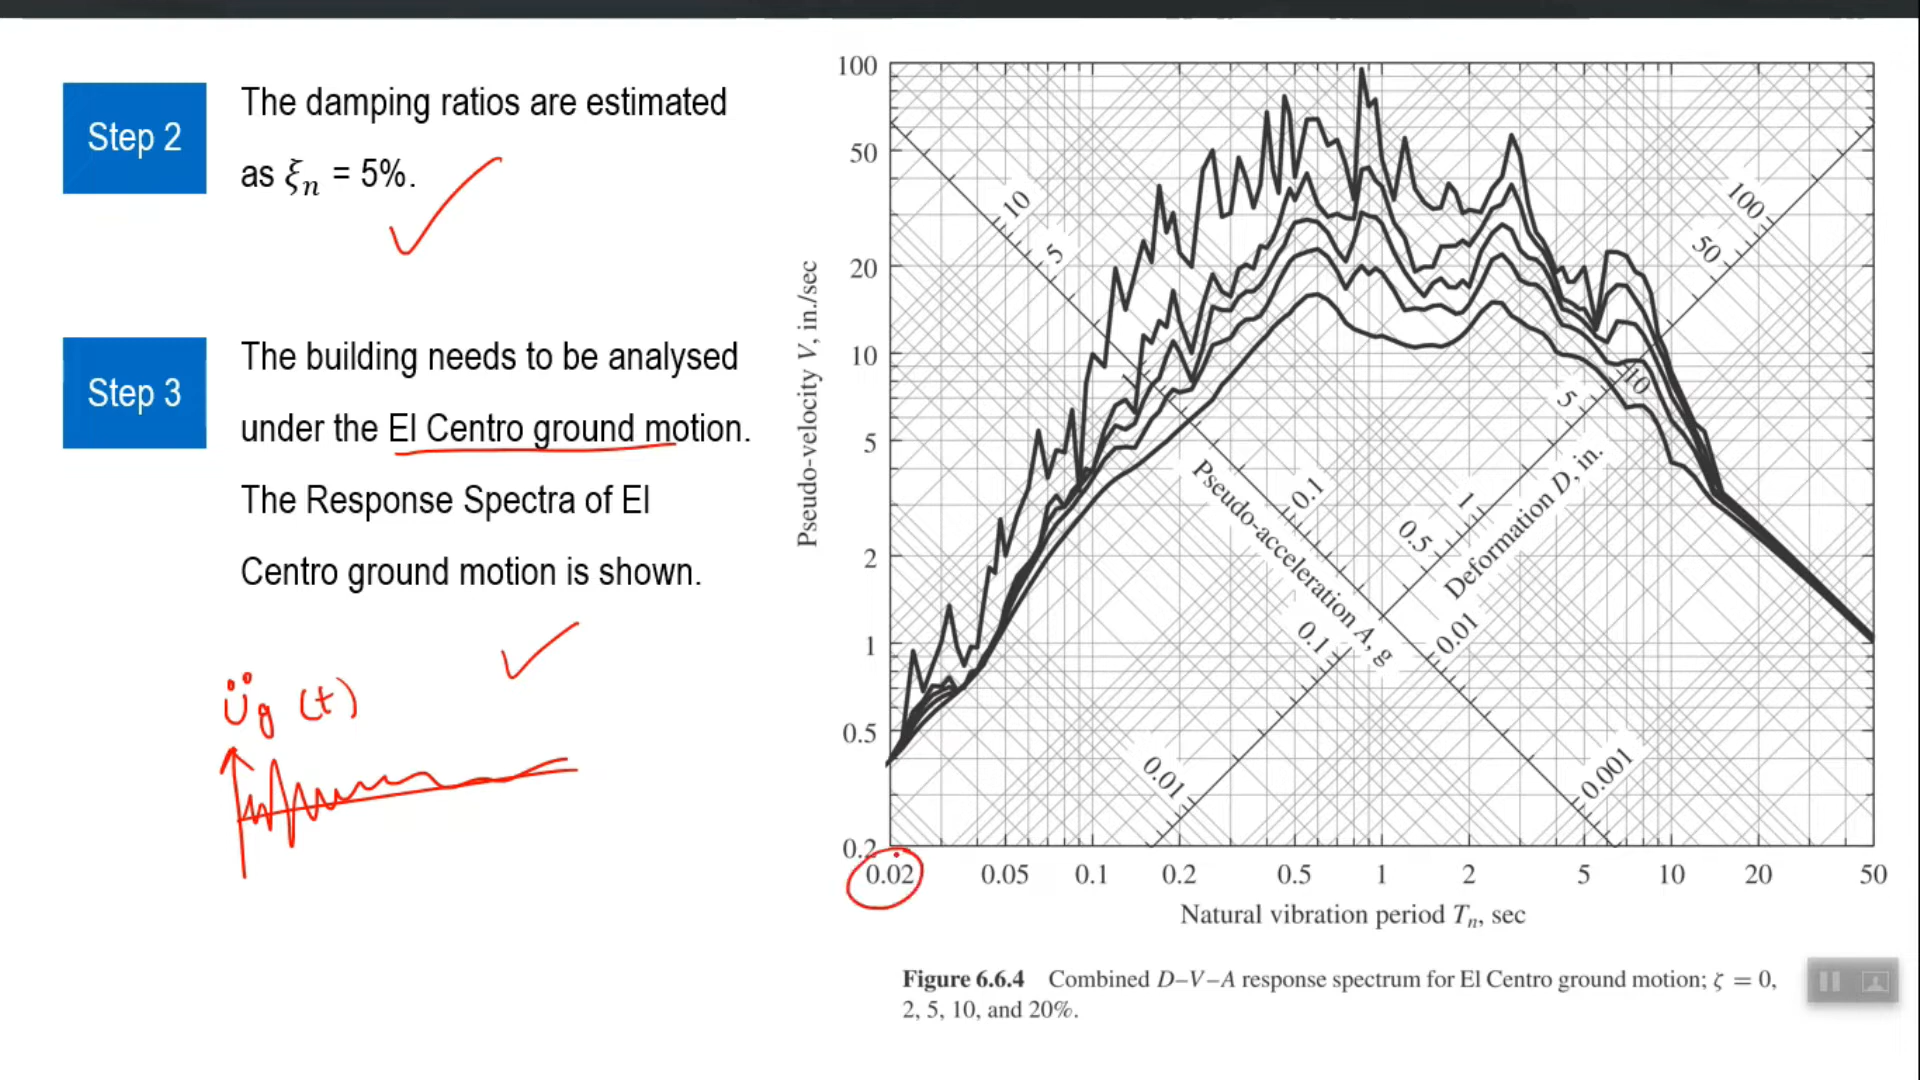 Step 2
The damping ratios are estimated
as ξn = 5%.
Step 3
The building needs to be analysed
under the El Centro ground motion.
The Response Spectra of El
Centro ground motion is shown.
üg (t)
100
50
20
10
5
2
1
0.5
0.2
Pseudo-velocity V, in./sec
10
5
1
0.1
0.01
Pseudo-acceleration A, g
0.1
0.01
0.001
100
50
10
5
1
0.5
Deformation D, in.
0.02 0.05 0.1 0.2 0.5 1 2 5 10 20 50
Natural vibration period Tn, sec
Figure 6.6.4 Combined D–V–A response spectrum for El Centro ground motion; ζ = 0,
2, 5, 10, and 20%.